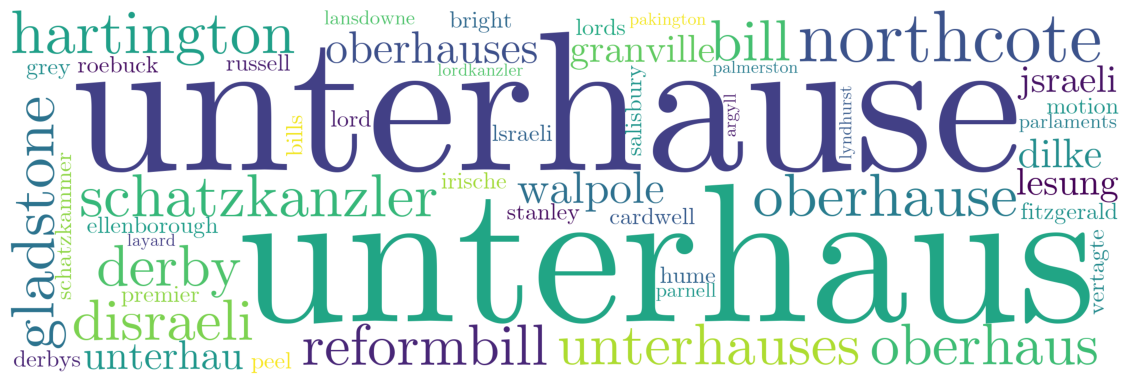 lansdowne bright lords pakington
hartington oberhauses granville bill northcote
grey roebuck russell lordkanzler palmerston jsraeli
unterhause
bills lord lsraeli salisbury argyll lyndhurst motion
parlaments
gladstone schatzkammer schatzkanzler irische walpole oberhause dilke
lesung
ellenborough stanley cardwell fitzgerald
layard unterhaus vertagte
derby hume
premier parnell
disraeli
derbys unterhau peel reformbill unterhauses oberhaus